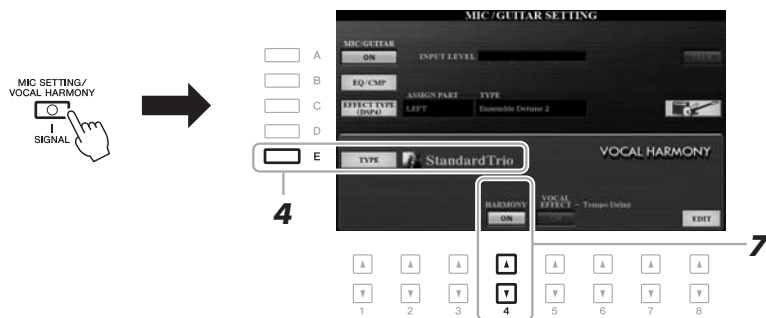 MIC/GUITAR SETTING
MIC/GUITAR
ON
INPUT LEVEL
A
MIC SETTING/
VOCAL HARMONY
SIGNAL
EQ/CMP
B
ASSIGN PART TYPE
EFFECT TYPE
(DSP4)
LEFT
Ensemble Detune 2
C
D
E
TYPE
StandardTrio
VOCAL HARMONY
4
HARMONY
ON
VOCAL
EFFECT
Tempo Delay
EDIT
7
1 2 3 4 5 6 7 8